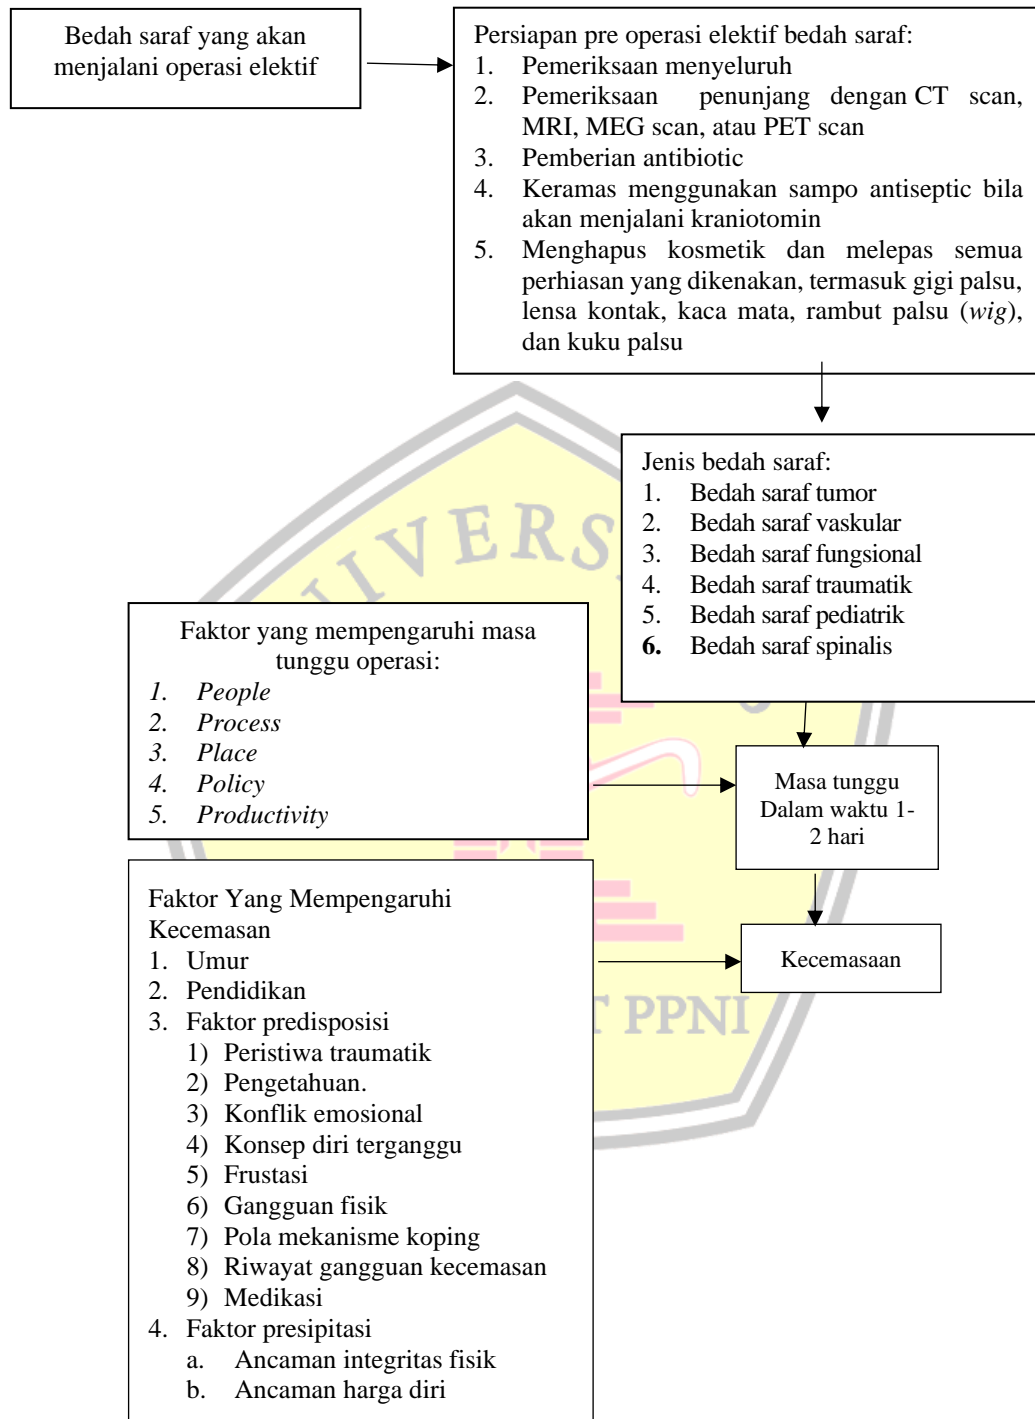 Bedah saraf yang akan
menjalani operasi elektif
Persiapan pre operasi elektif bedah saraf:
1. Pemeriksaan menyeluruh
2. Pemeriksaan penunjang dengan CT scan,
MRI, MEG scan, atau PET scan
3. Pemberian antibiotic
4. Keramas menggunakan sampo antiseptic bila
akan menjalani kraniotomin
5. Menghapus kosmetik dan melepas semua
perhiasan yang dikenakan, termasuk gigi palsu,
lensa kontak, kaca mata, rambut palsu (wig),
dan kuku palsu
Jenis bedah saraf:
1. Bedah saraf tumor
2. Bedah saraf vaskular
3. Bedah saraf fungsional
4. Bedah saraf traumatik
5. Bedah saraf pediatrik
6. Bedah saraf spinalis
Faktor yang mempengaruhi masa
tunggu operasi:
1. People
2. Process
3. Place
4. Policy
5. Productivity
Masa tunggu
Dalam waktu 1-
2 hari
Faktor Yang Mempengaruhi
Kecemasan
1. Umur
2. Pendidikan
3. Faktor predisposisi
1) Peristiwa traumatik
2) Pengetahuan.
3) Konflik emosional
4) Konsep diri terganggu
5) Frustasi
6) Gangguan fisik
7) Pola mekanisme koping
8) Riwayat gangguan kecemasan
9) Medikasi
4. Faktor presipitasi
a. Ancaman integritas fisik
b. Ancaman harga diri
Kecemasaan
PPNI